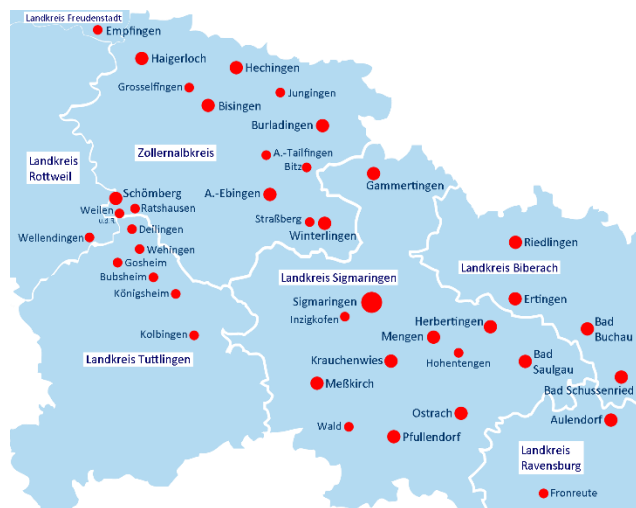 Landkreis Freudenstadt
Empfingen
Haigerloch
Hechingen
Grosselfingen
Jungingen
Bisingen
Burladingen
Zollernalbkreis
A.-Tailfingen
Bitz
Landkreis
Rottweil
Gammertingen
A.-Ebingen
Schömberg
Weilen
u.d.R.
Ratshausen
Straßberg
Winterlingen
Deilingen
Wellendingen
Wehingen
Gosheim
Bubsheim
Königsheim
Riedlingen
Landkreis Biberach
Landkreis Sigmaringen
Sigmaringen
Inzigkofen
Ertingen
Herbertingen
Mengen
Bad
Buchau
Kolbingen
Landkreis Tuttlingen
Hohentengen
Krauchenwies
Bad
Saulgau
Meßkirch
Bad Schussenried
Ostrach
Aulendorf
Wald
Pfullendorf
Landkreis
Ravensburg
Fronreute